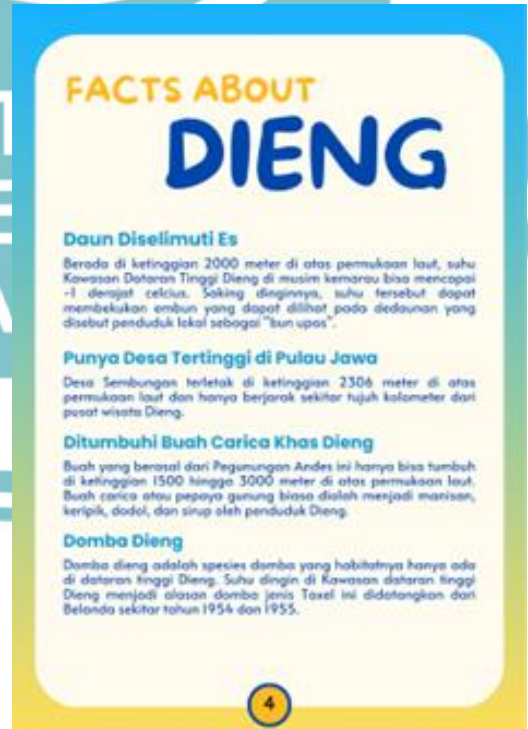 FACTS ABOUT
DIENG
Daun Diselimuti Es
Berada di ketinggian 2000 meter di atas permukaan laut, suhu
Kawasan Dataran Tinggi Dieng di musim kemarau bisa mencapai
-1 derajat celcius. Saking dinginnya, suhu tersebut dapat
membekukan embun yang dapat dilihat pada dedaunan yang
disebut penduduk lokal sebagai "bun upas".
Punya Desa Tertinggi di Pulau Jawa
Desa Sembungan terletak di ketinggian 2306 meter di atas
permukaan laut dan hanya berjarak sekitar tujuh kolometer dari
pusat wisata Dieng.
Ditumbuhi Buah Carica Khas Dieng
Buah yang berasal dari Pegunungan Andes ini hanya bisa tumbuh
di ketinggian 1500 hingga 3000 meter di atas permukaan laut.
Buah carica atau pepaya gunung biasa diolah menjadi manisan,
keripik, dodol, dan sirup oleh penduduk Dieng.
Domba Dieng
Domba dieng adalah spesies domba yang habitatnya hanya ada
di dataran tinggi Dieng. Suhu dingin di Kawasan dataran tinggi
Dieng menjadi alasan domba jenis Taxel ini didatangkan dari
Belanda sekitar tahun 1954 dan 1955.
4